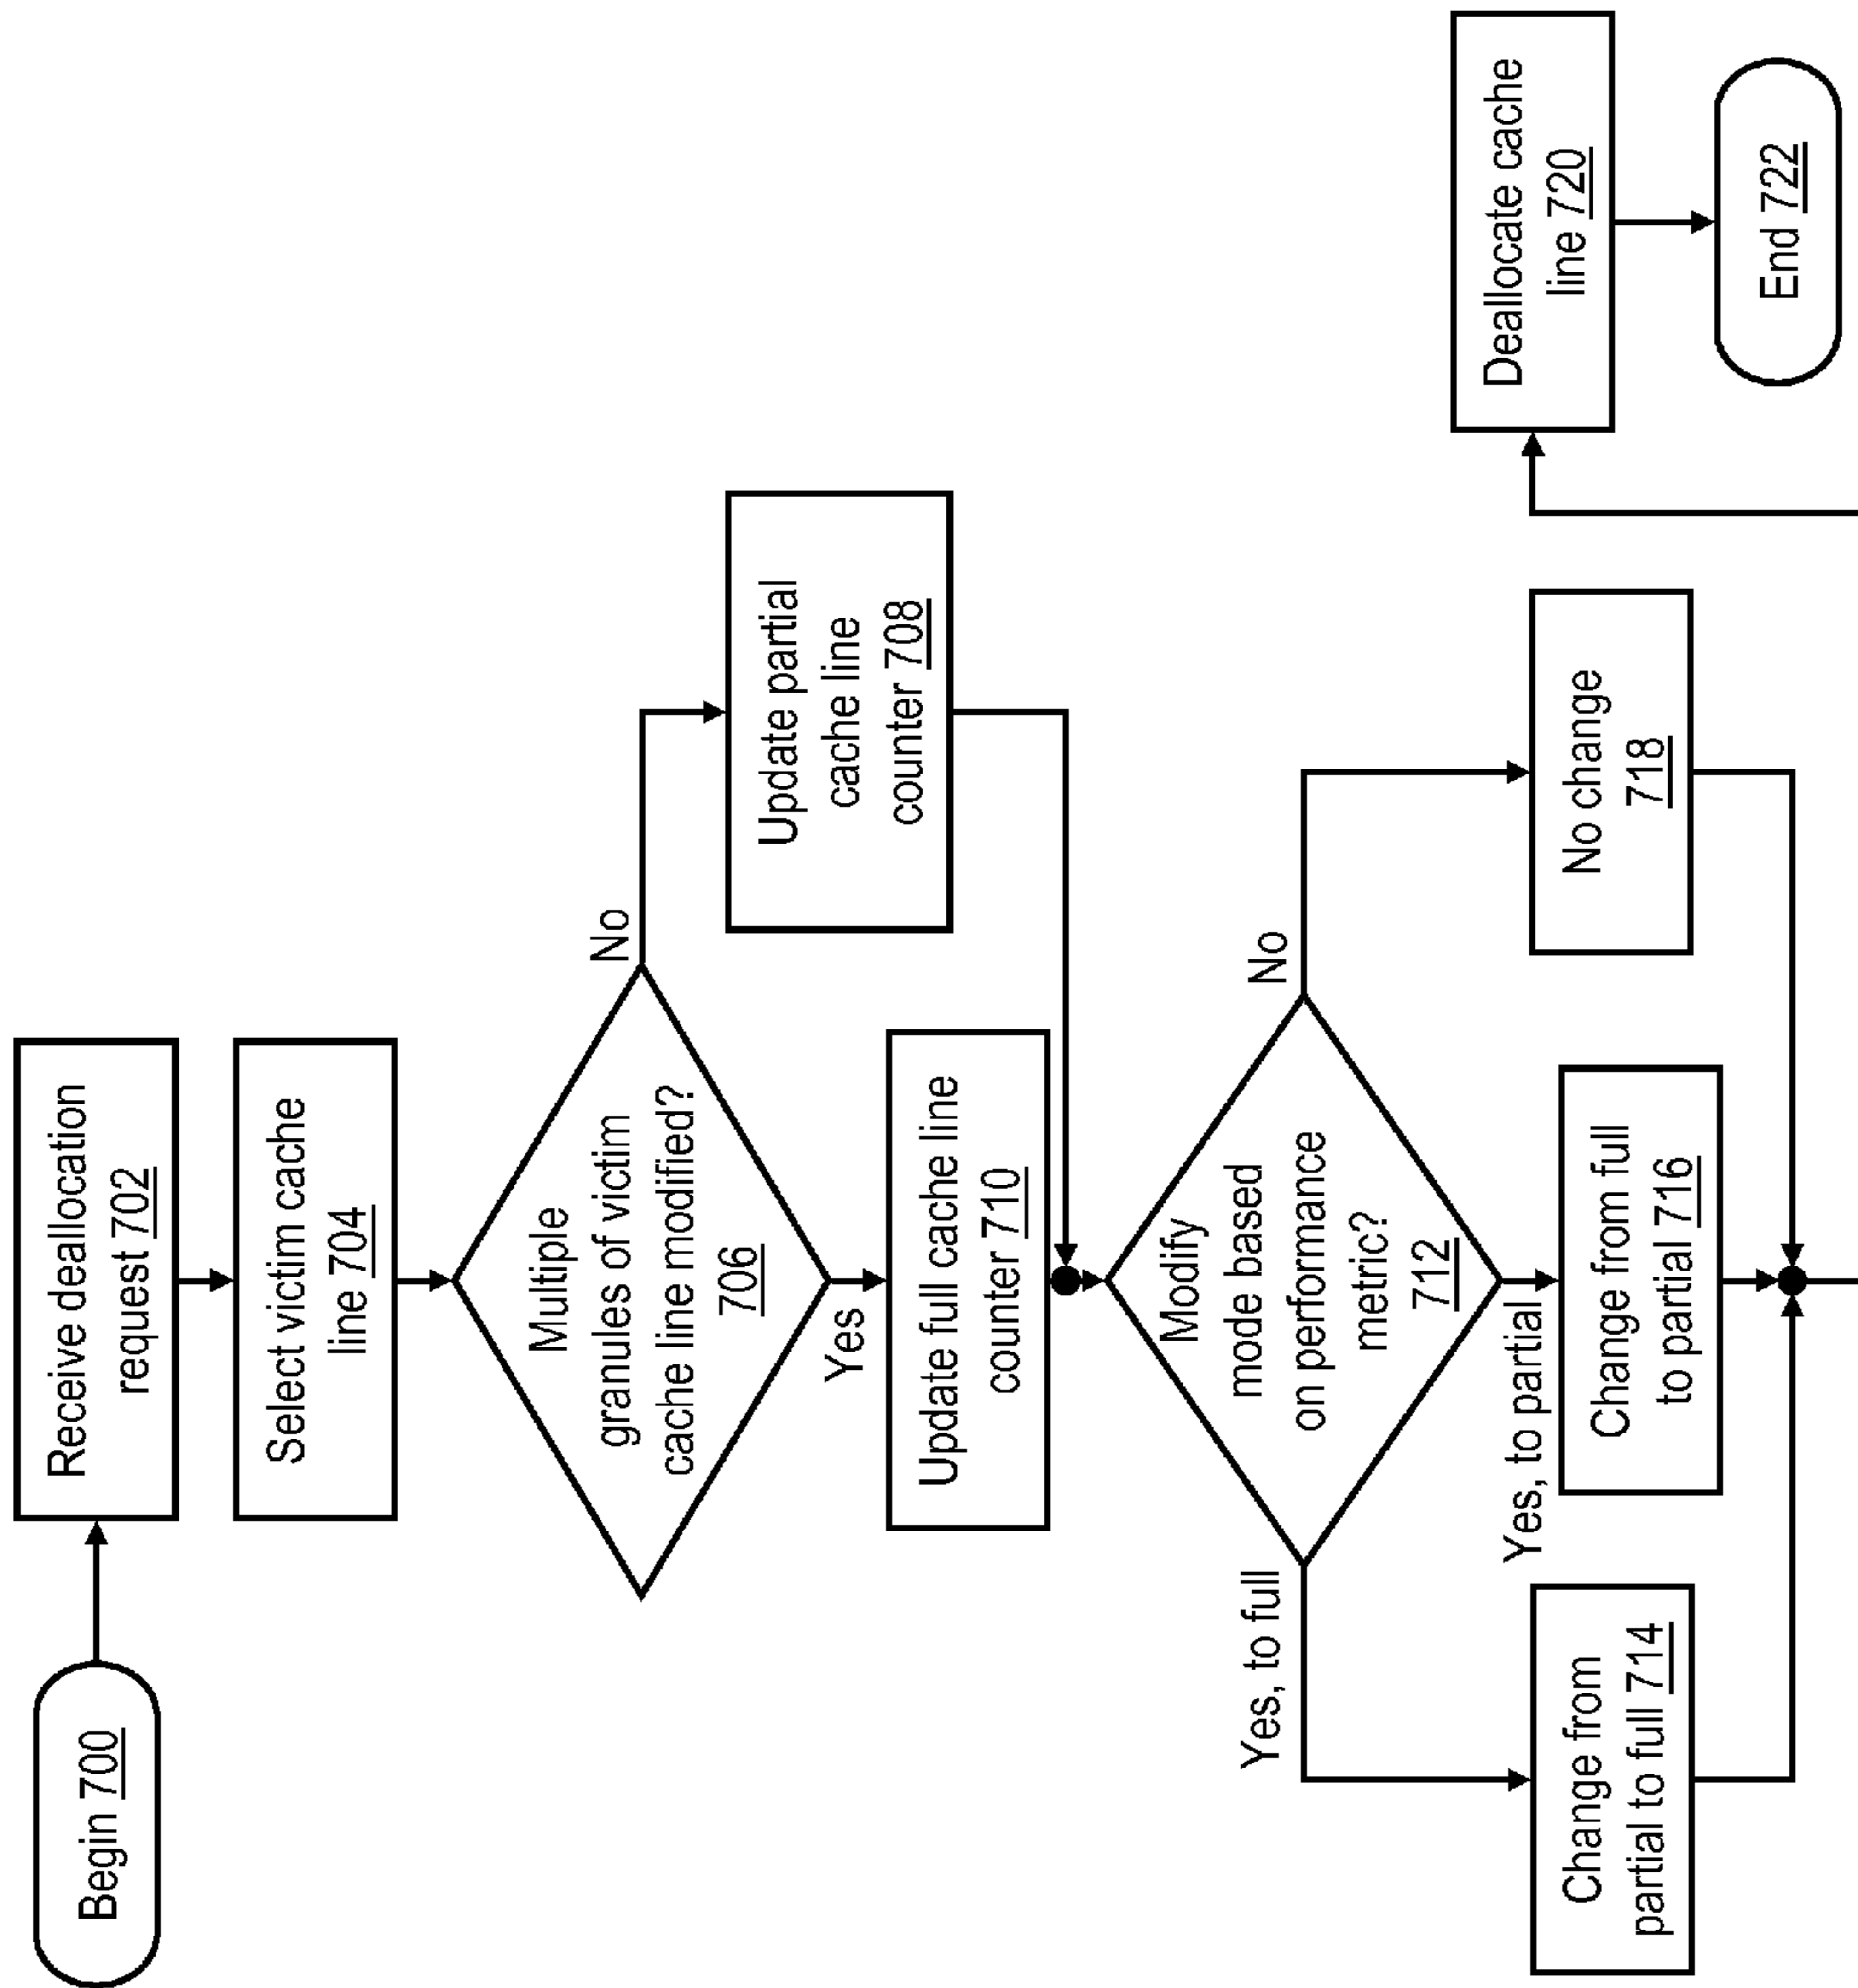 Begin 700
Receive deallocation
request 702
Select victim cache
line 704
Multiple
granules of victim
cache line modified?
706
No
Update partial
cache line
counter 708
Yes
Update full cache line
counter 710
Modify
mode based
on performance
metric?
712
Yes, to full
Change from
partial to full 714
Yes, to partial
Change from full
to partial 716
No
No change
718
Deallocate cache
line 720
End 722